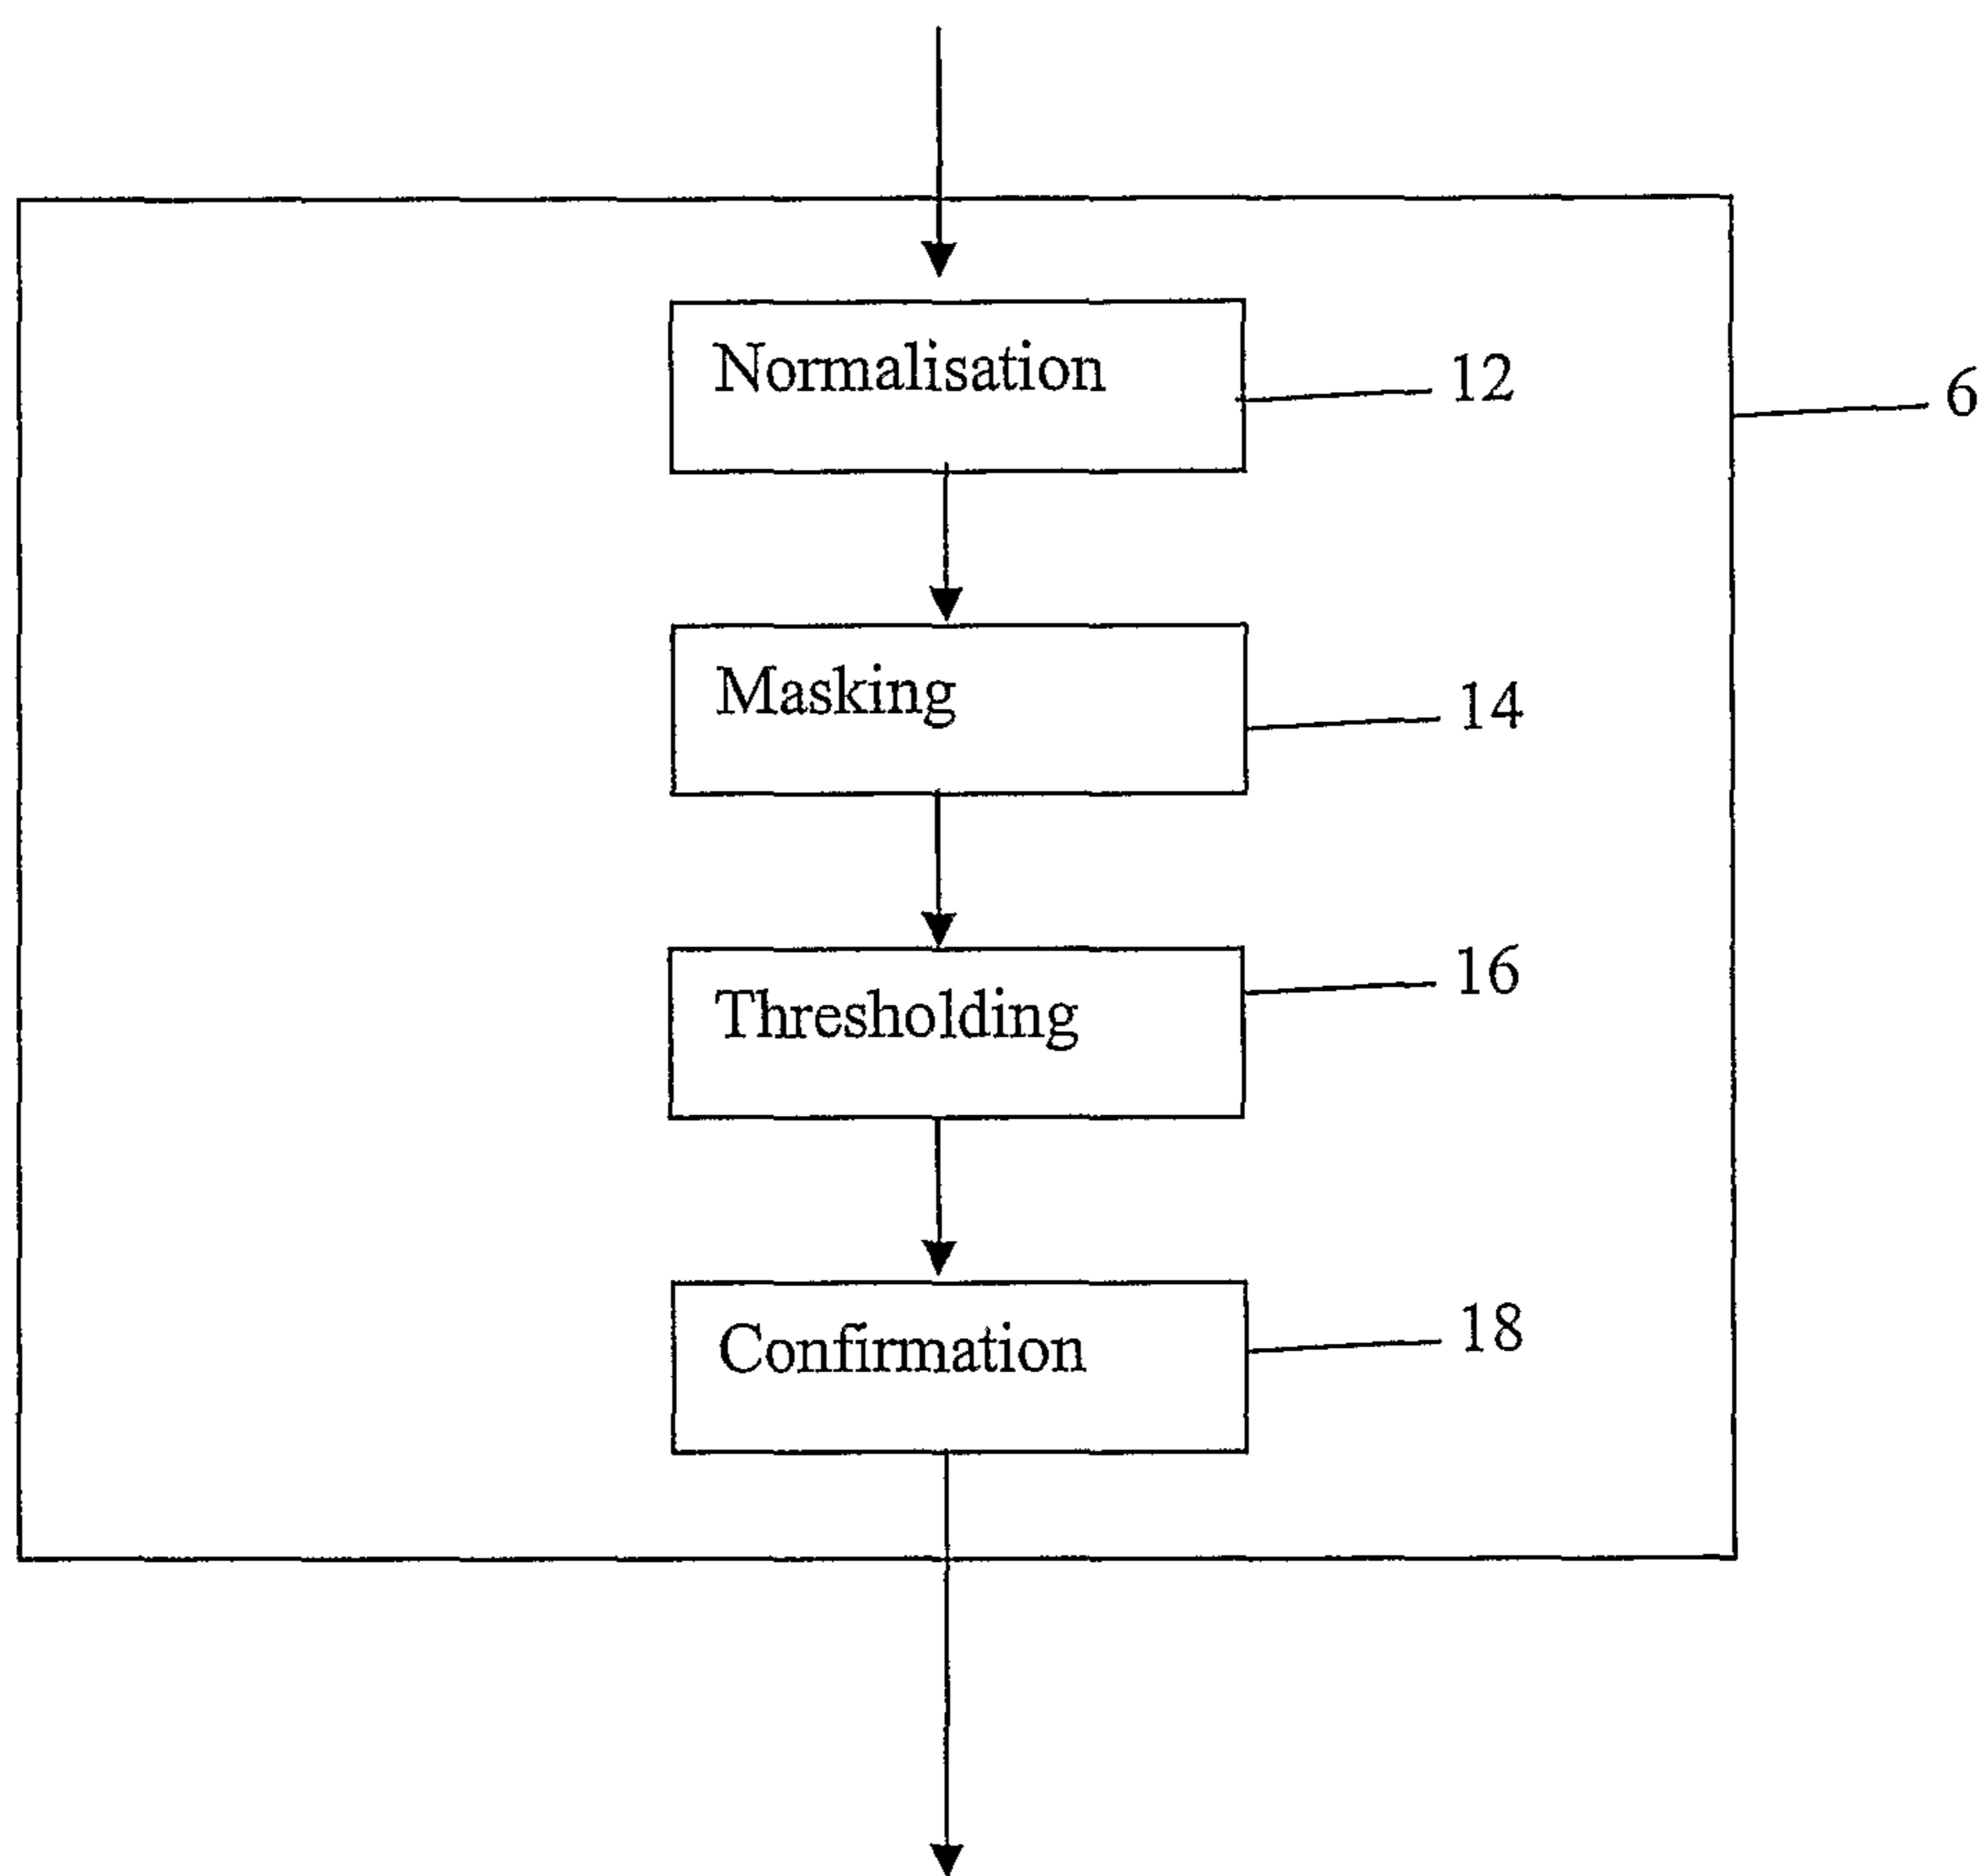 Normalisation
12
6
Masking
14
Thresholding
16
Confirmation
18